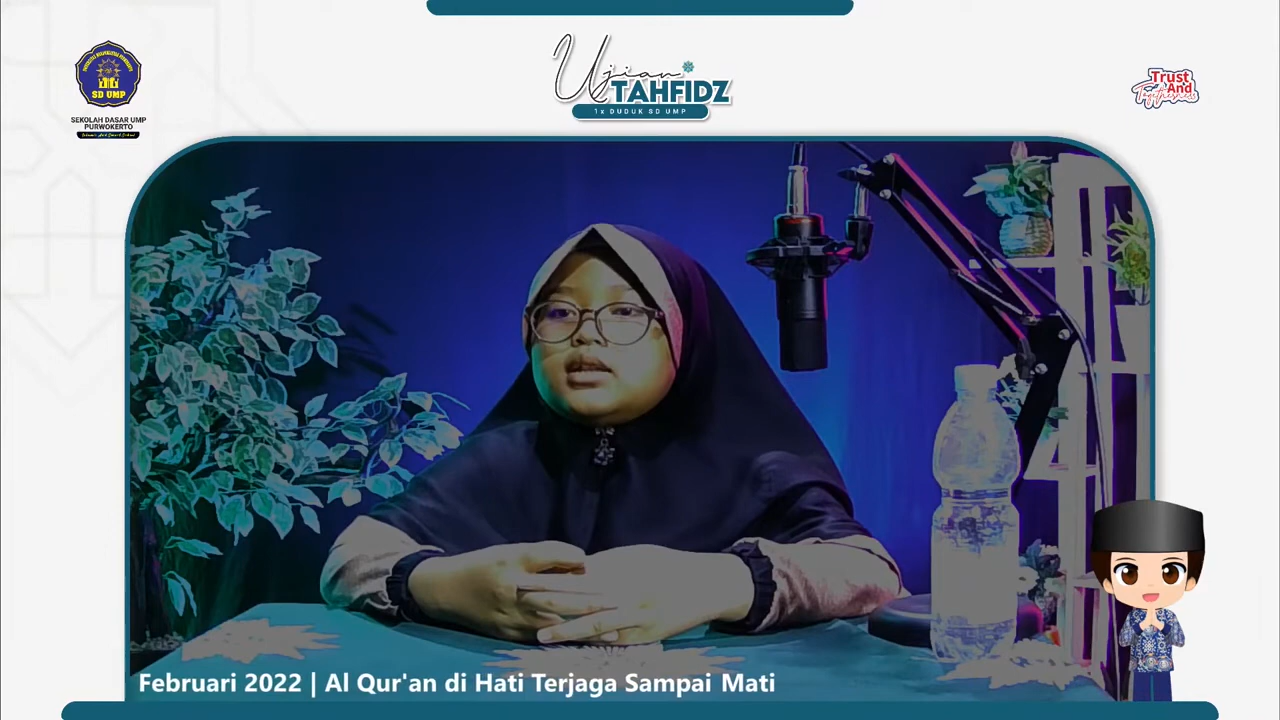 Ujian
TAHFIDZ
1x DUDUK SD UMP
SD UMP
SEKOLAH DASAR UMP
PURWOKERTO
Trust
And
Togetherness
Februari 2022 | Al Qur'an di Hati Terjaga Sampai Mati